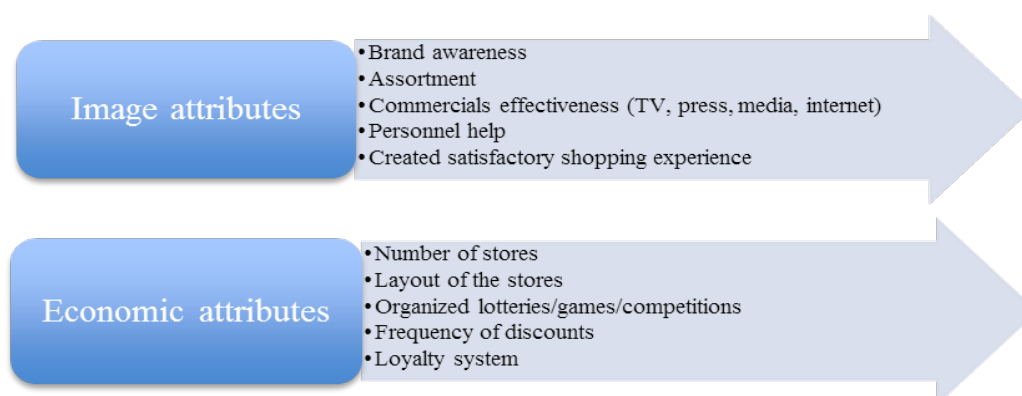 Image attributes
•Brand awareness
•Assortment
•Commercials effectiveness (TV, press, media, internet)
•Personnel help
•Created satisfactory shopping experience
Economic attributes
•Number of stores
•Layout of the stores
•Organized lotteries/games/competitions
•Frequency of discounts
•Loyalty system